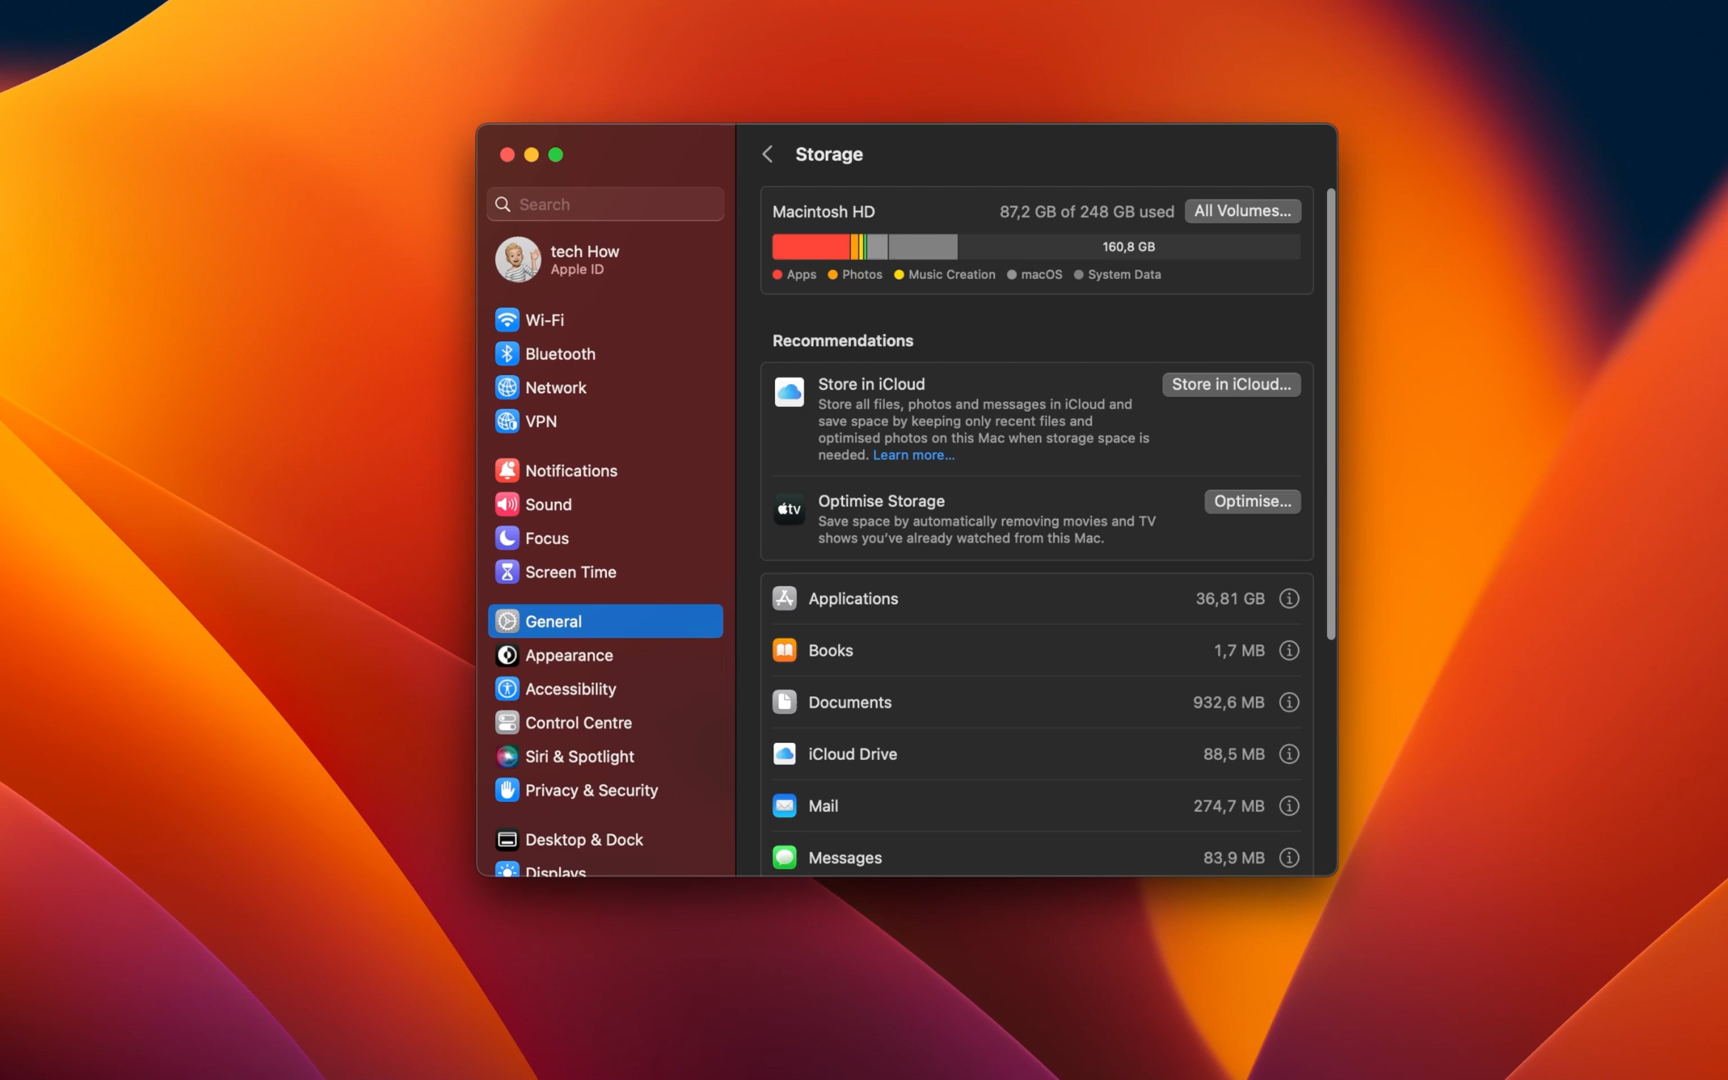 Storage
Search
tech How
Apple ID
Wi-Fi
Bluetooth
Network
VPN
Notifications
Sound
Focus
Screen Time
General
Appearance
Accessibility
Control Centre
Siri & Spotlight
Privacy & Security
Desktop & Dock
Displays
Macintosh HD
87,2 GB of 248 GB used
All Volumes...
160,8 GB
Apps Photos Music Creation macOS System Data
Recommendations
Store in iCloud
Store in iCloud...
Store all files, photos and messages in iCloud and
save space by keeping only recent files and
optimised photos on this Mac when storage space is
needed. Learn more...
tv
Optimise Storage
Optimise...
Save space by automatically removing movies and TV
shows you've already watched from this Mac.
Applications 36,81 GB
Books 1,7 MB
Documents 932,6 MB
iCloud Drive 88,5 MB
Mail 274,7 MB
Messages 83,9 MB